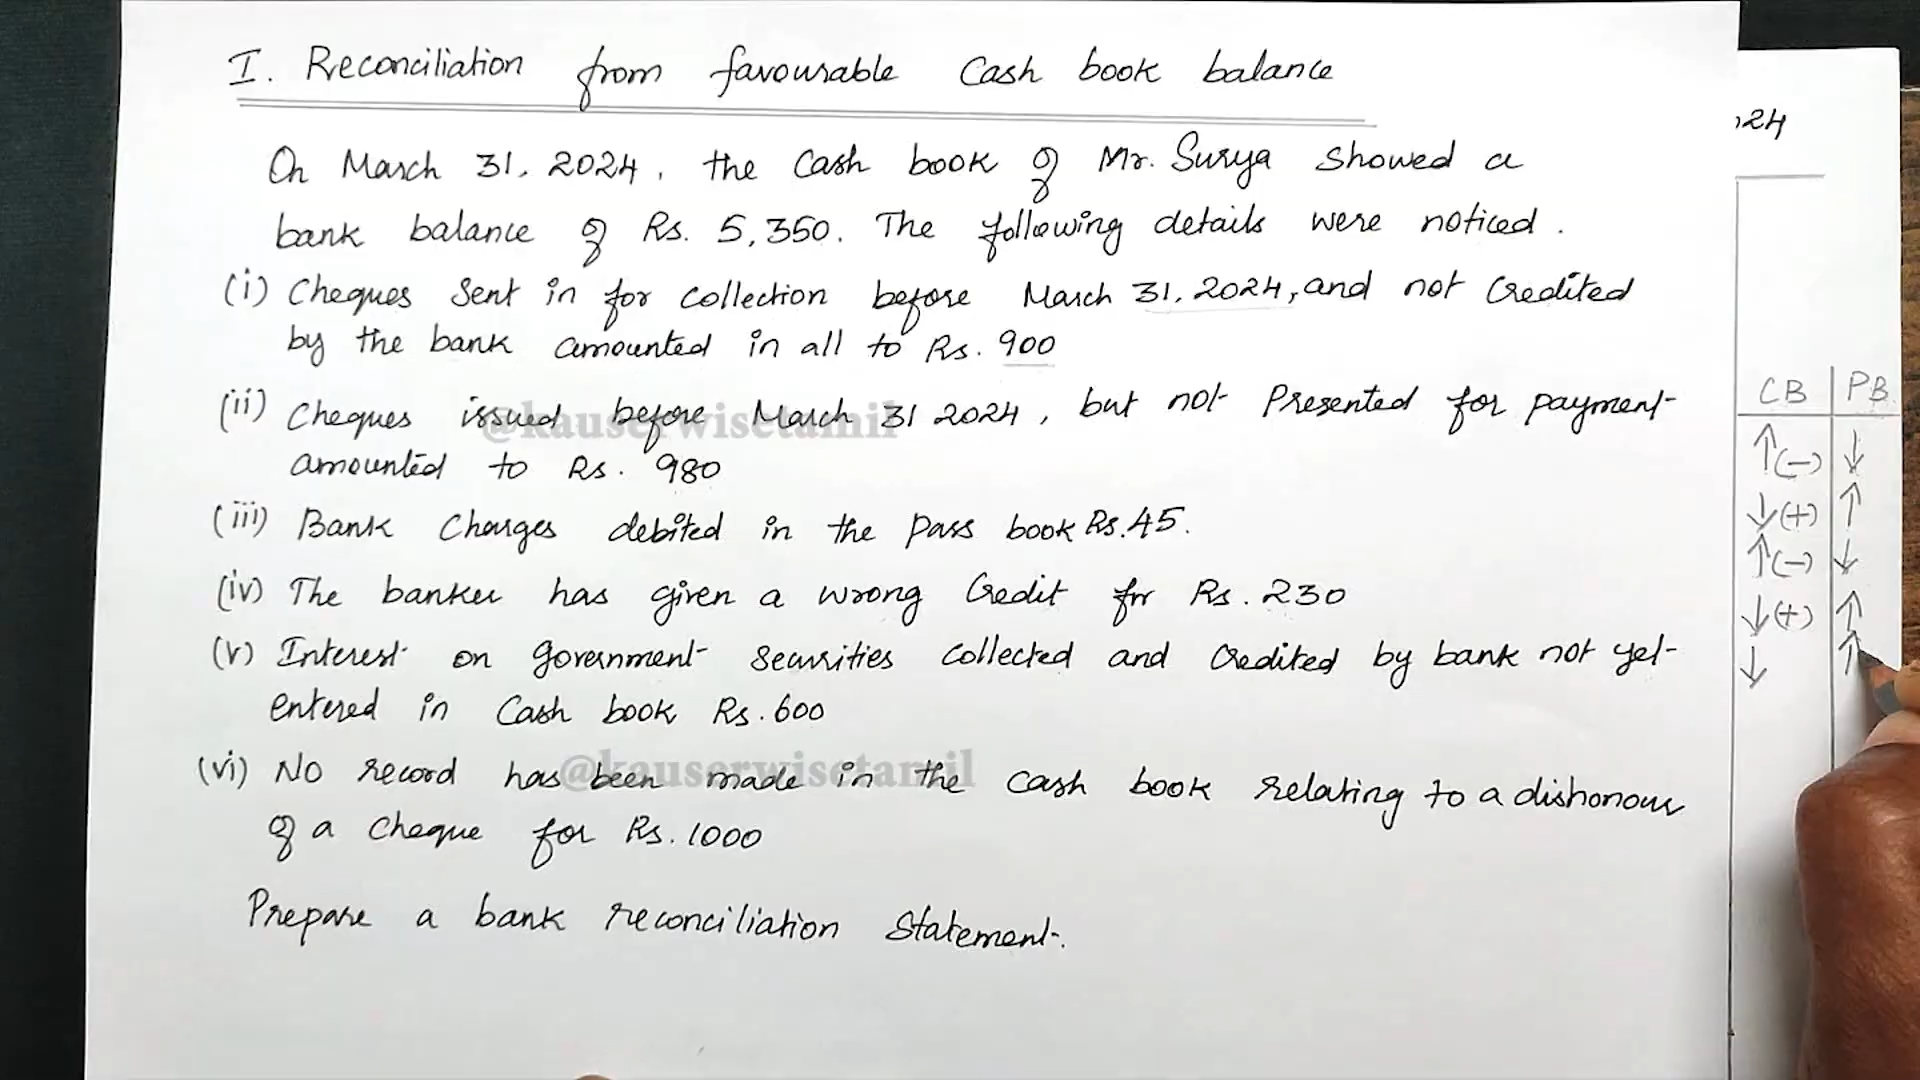 I. Reconciliation from favourable Cash book balance
On March 31, 2024, the Cash book of Mr. Surya Showed a
bank balance of Rs. 5,350. The following details were noticed.
(i) Cheques Sent in for collection before March 31, 2024, and not Credited
by the bank amounted in all to Rs. 900
(ii) Cheques issued before March 31 2024, but not Presented for payment
amounted to Rs. 980
@kauserwisetamil
(iii) Bank Charges debited in the Pass book Rs. 45.
(iv) The banker has given a wrong Credit for Rs. 230
(v) Interest on government securities collected and Credited by bank not yet
entered in Cash book Rs. 600
(vi) No record has been made in the Cash book relating to a dishonour
of a Cheque for Rs. 1000
@kauserwisetamil
Prepare a bank reconciliation Statement.
24
CB PB
↑(-) ↓
↓(+) ↑
↑(-) ↓
↓(+) ↑
↓ ↑